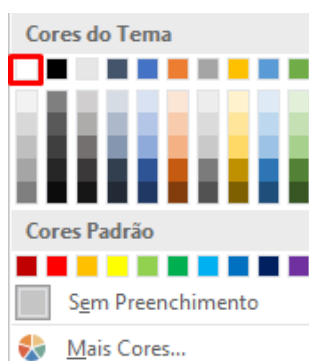 Cores do Tema
Cores Padrão
Sem Preenchimento
Mais Cores...